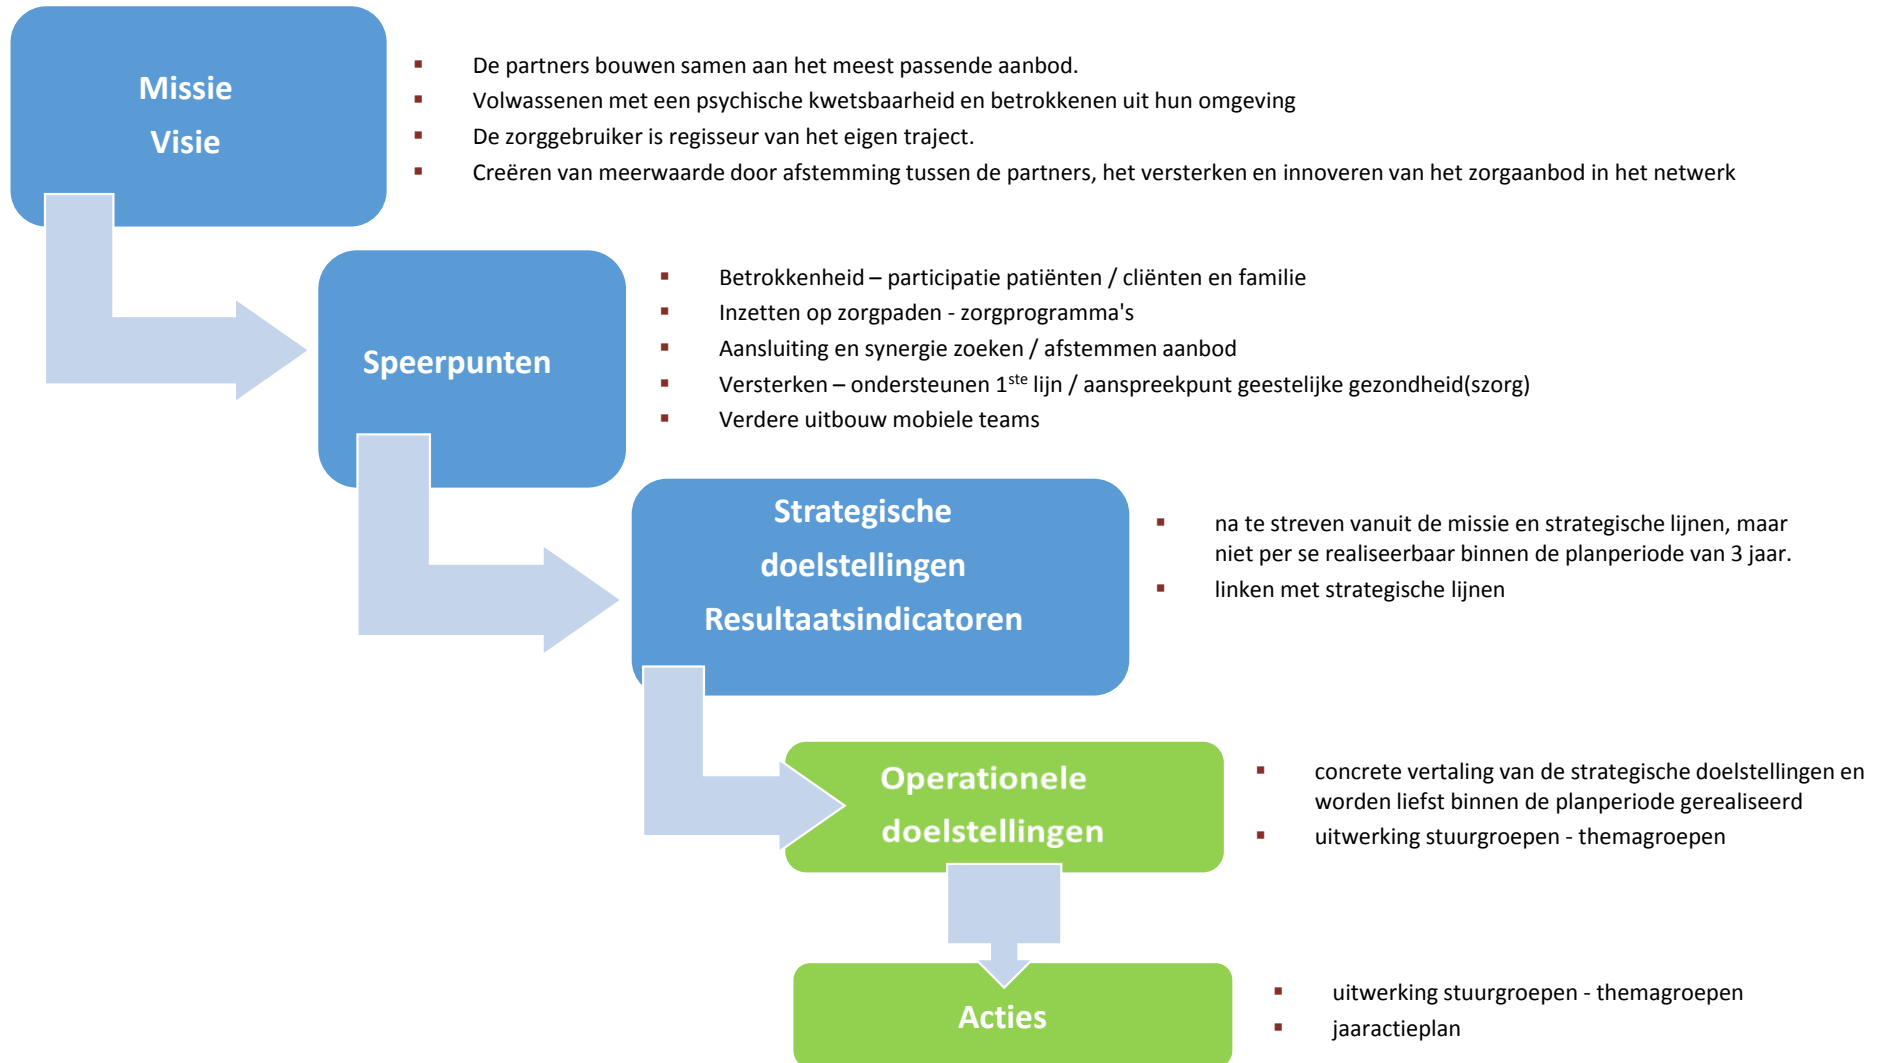 Missie
Visie
▪ De partners bouwen samen aan het meest passende aanbod.
▪ Volwassenen met een psychische kwetsbaarheid en betrokkenen uit hun omgeving
▪ De zorggebruiker is regisseur van het eigen traject.
▪ Creëren van meerwaarde door afstemming tussen de partners, het versterken en innoveren van het zorgaanbod in het netwerk
Speerpunten
▪ Betrokkenheid – participatie patiënten / cliënten en familie
▪ Inzetten op zorgpaden - zorgprogramma's
▪ Aansluiting en synergie zoeken / afstemmen aanbod
▪ Versterken – ondersteunen 1ste lijn / aanspreekpunt geestelijke gezondheid(szorg)
▪ Verdere uitbouw mobiele teams
Strategische
doelstellingen
Resultaatsindicatoren
▪ na te streven vanuit de missie en strategische lijnen, maar
niet per se realiseerbaar binnen de planperiode van 3 jaar.
▪ linken met strategische lijnen
Operationele
doelstellingen
▪ concrete vertaling van de strategische doelstellingen en
worden liefst binnen de planperiode gerealiseerd
▪ uitwerking stuurgroepen - themagroepen
Acties
▪ uitwerking stuurgroepen - themagroepen
▪ jaaractieplan